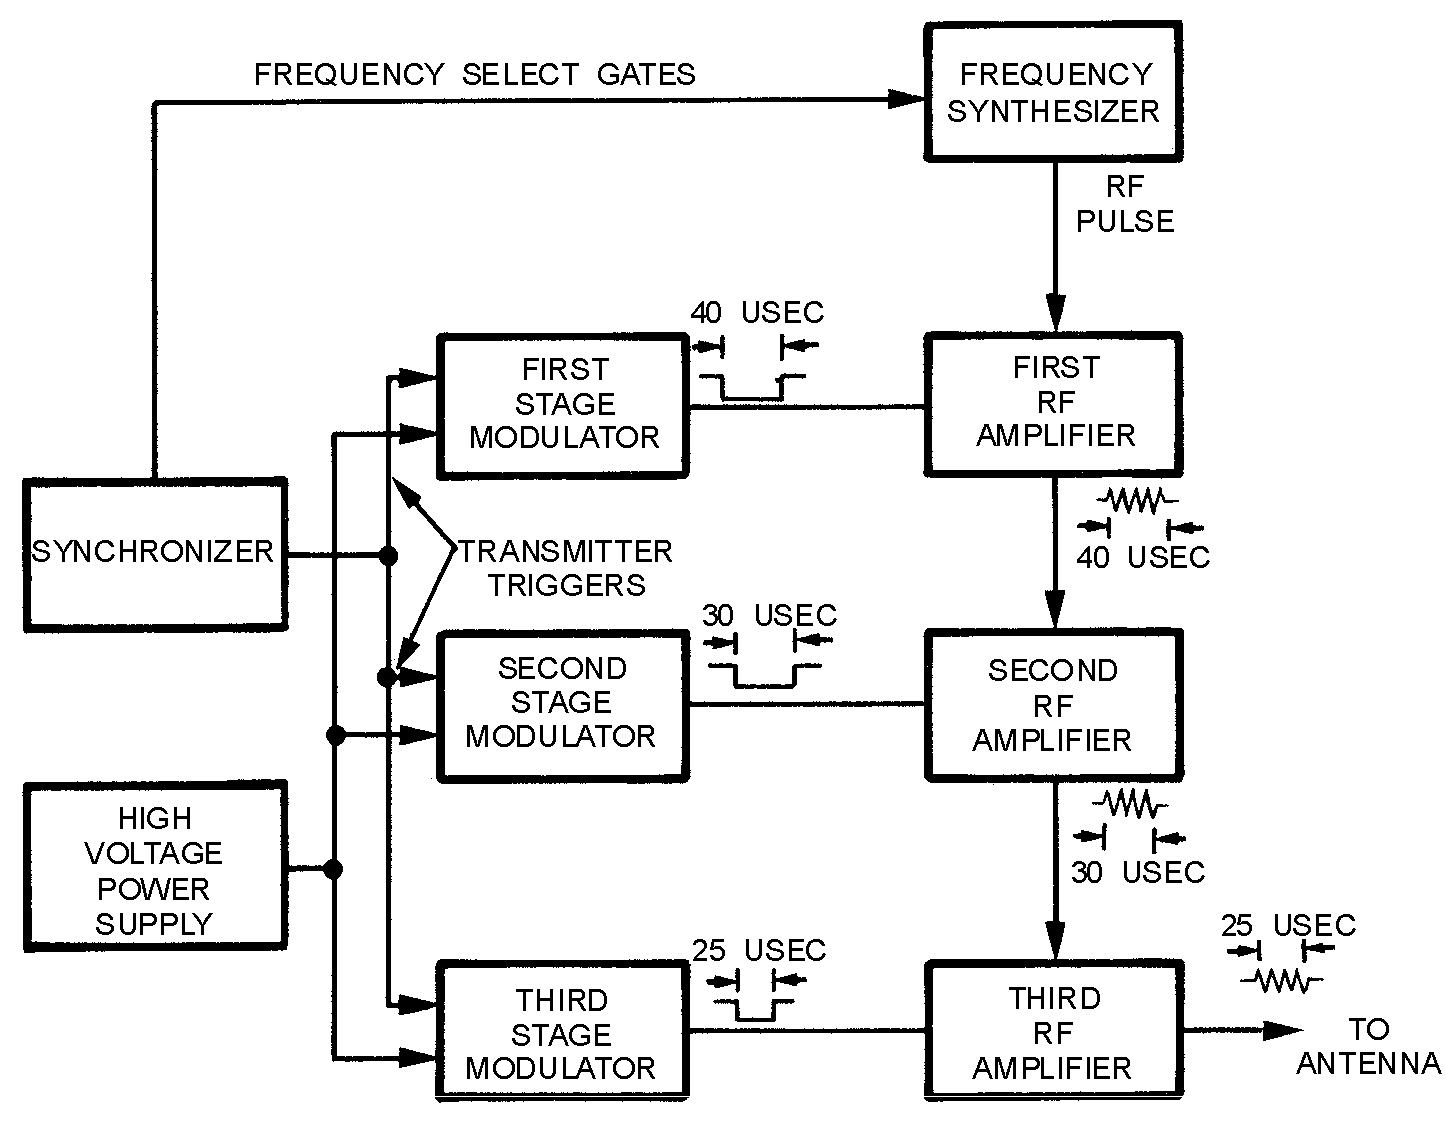 FREQUENCY SELECT GATES
FREQUENCY
SYNTHESIZER
RF
PULSE
40 USEC
FIRST
STAGE
MODULATOR
FIRST
RF
AMPLIFIER
40 USEC
SYNCHRONIZER
TRANSMITTER
TRIGGERS
30 USEC
SECOND
STAGE
MODULATOR
SECOND
RF
AMPLIFIER
30 USEC
HIGH
VOLTAGE
POWER
SUPPLY
25 USEC
THIRD
STAGE
MODULATOR
THIRD
RF
AMPLIFIER
25 USEC
TO
ANTENNA